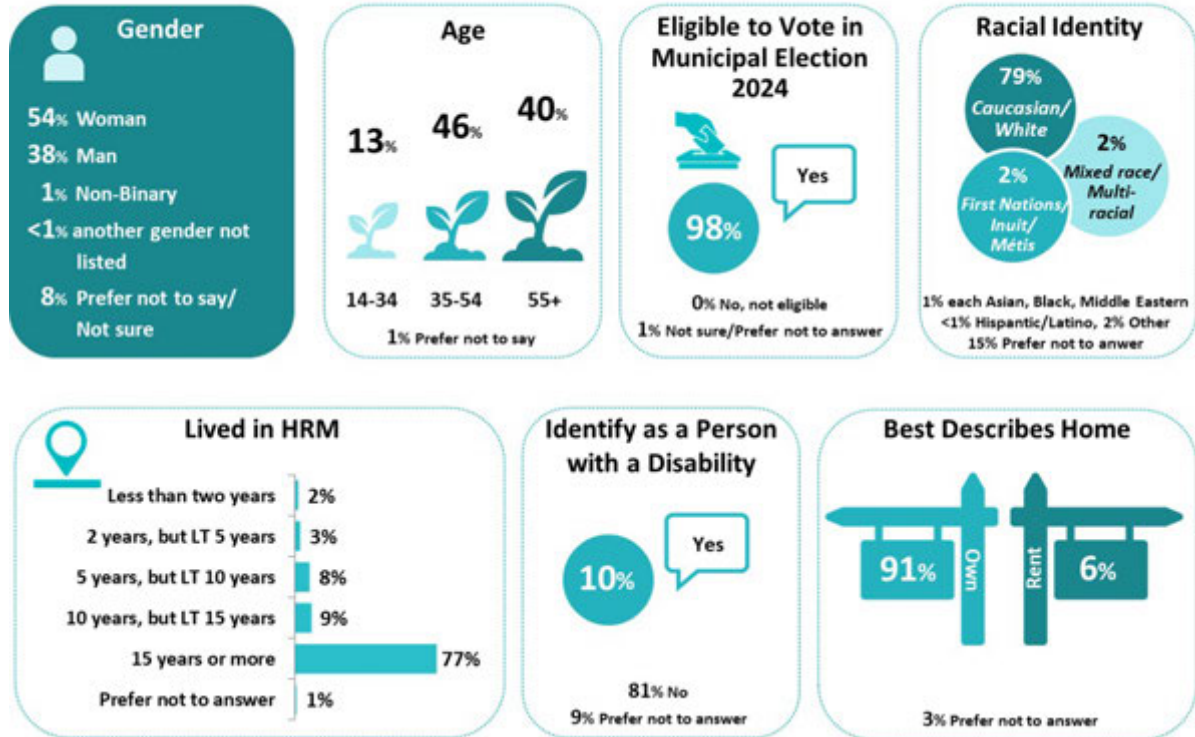 Gender
54% Woman
38% Man
1% Non-Binary
<1% another gender not
listed
8% Prefer not to say/
Not sure
Age
13%
46%
40%
14-34
35-54
55+
1% Prefer not to say
Eligible to Vote in
Municipal Election
2024
Yes
98%
0% No, not eligible
1% Not sure/Prefer not to answer
Racial Identity
79%
Caucasian/
White
2%
Mixed race/
Multi-
racial
2%
First Nations/
Inuit/
Métis
1% each Asian, Black, Middle Eastern
<1% Hispantic/Latino, 2% Other
15% Prefer not to anwer
Lived in HRM
Less than two years 2%
2 years, but LT 5 years 3%
5 years, but LT 10 years 8%
10 years, but LT 15 years 9%
15 years or more 77%
Prefer not to answer 1%
Identify as a Person
with a Disability
Yes
10%
81% No
9% Prefer not to answer
Best Describes Home
91%
Own
Rent
6%
3% Prefer not to answer